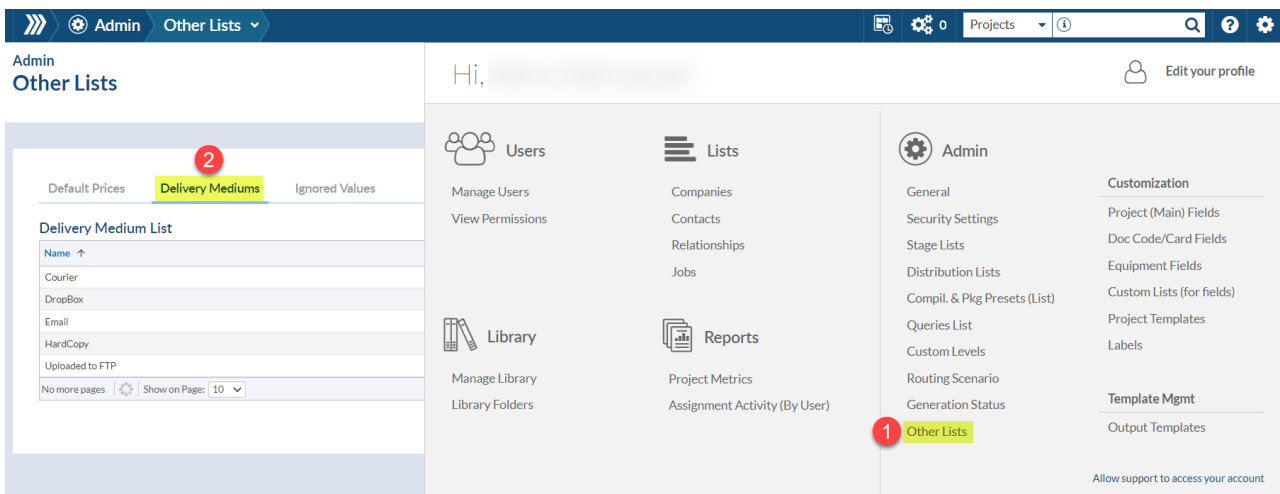 Admin
Other Lists
0
Projects
Admin
Other Lists
Hi,
Edit your profile
2
Default Prices
Delivery Mediums
Ignored Values
Delivery Medium List
Name
Courier
DropBox
Email
HardCopy
Uploaded to FTP
No more pages
Show on Page: 10
Users
Manage Users
View Permissions
Lists
Companies
Contacts
Relationships
Jobs
Library
Manage Library
Library Folders
Reports
Project Metrics
Assignment Activity (By User)
Admin
General
Security Settings
Stage Lists
Distribution Lists
Compil. & Pkg Presets (List)
Queries List
Custom Levels
Routing Scenario
Generation Status
1
Other Lists
Customization
Project (Main) Fields
Doc Code/Card Fields
Equipment Fields
Custom Lists (for fields)
Project Templates
Labels
Template Mgmt
Output Templates
Allow support to access your account